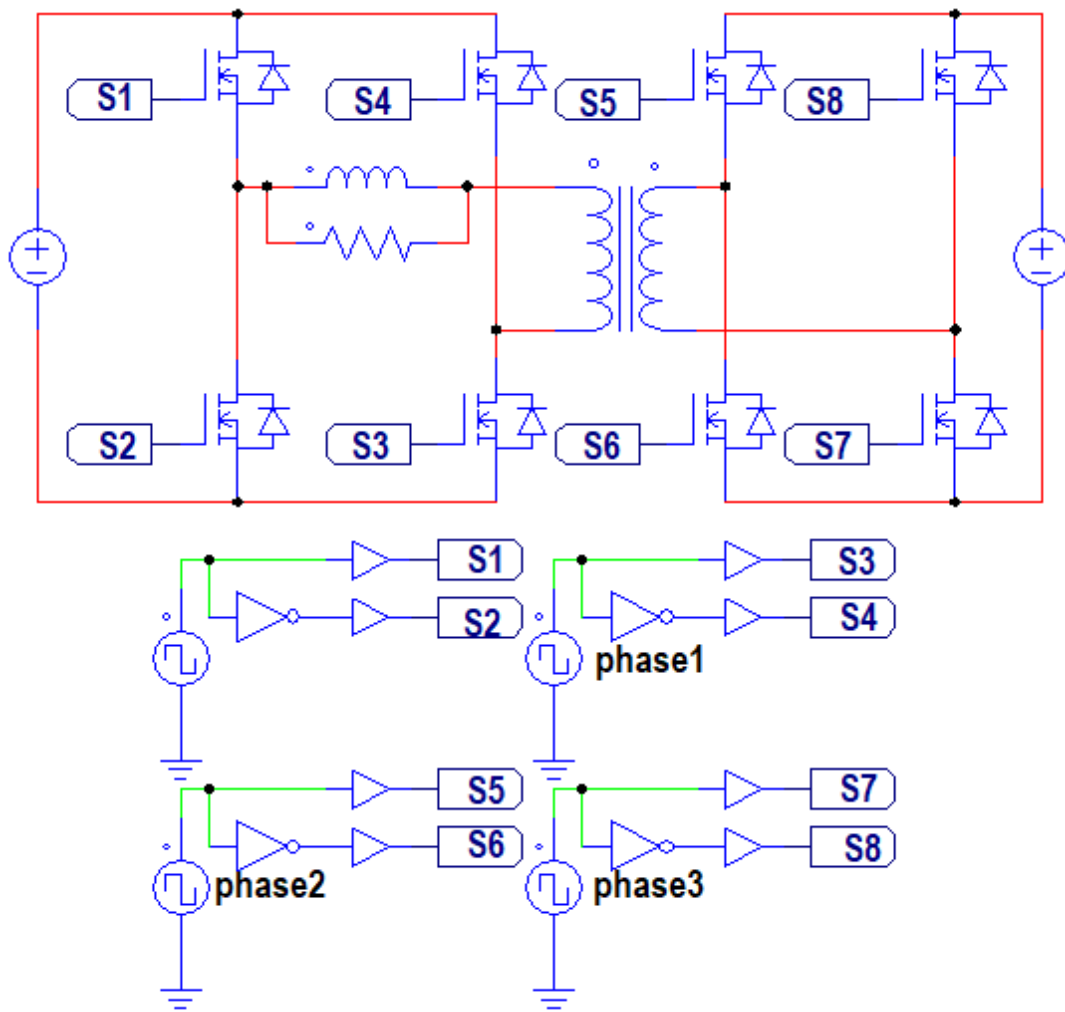 S1 S4 S5 S8
S2 S3 S6 S7
S1 S3
S2 S4
phase1
S5 S7
S6 S8
phase2 phase3